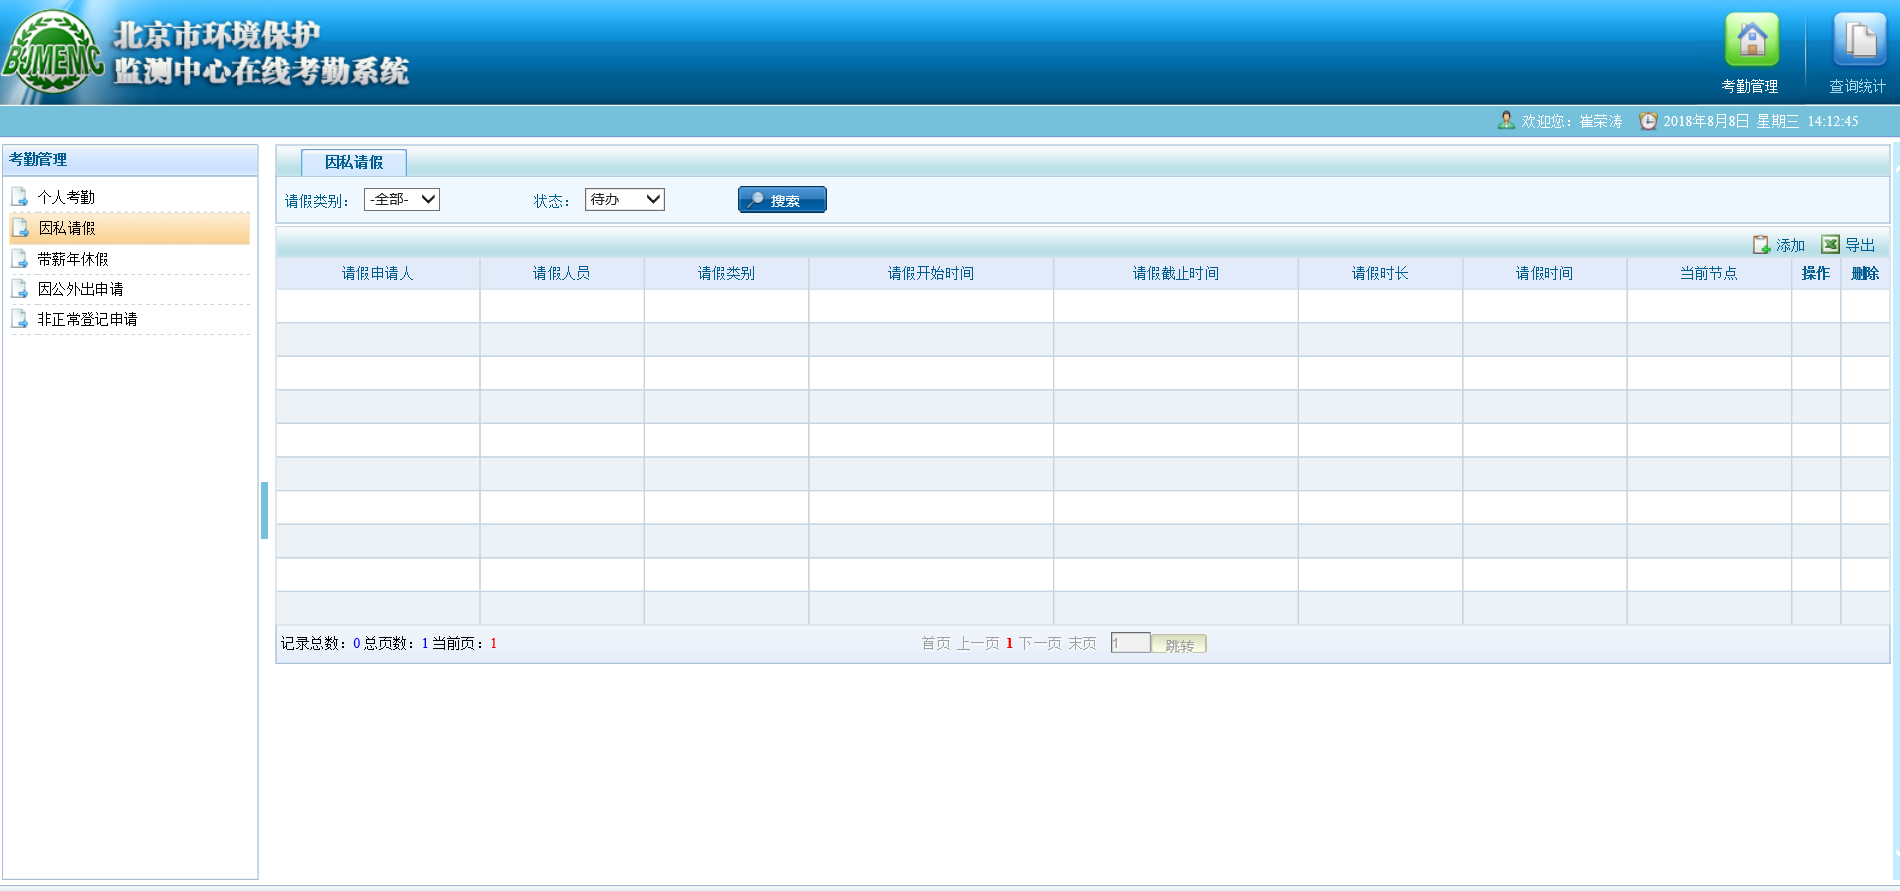 BJMEMC
北京市环境保护
监测中心在线考勤系统
考勤管理
查询统计
欢迎您：崔荣涛 2018年8月8日 星期三 14:12:45
考勤管理
个人考勤
因私请假
带薪年休假
因公外出申请
非正常登记申请
因私请假
请假类别： -全部- 状态： 待办 搜索
添加 导出
请假申请人 请假人员 请假类别 请假开始时间 请假截止时间 请假时长 请假时间 当前节点 操作 删除
记录总数：0 总页数：1 当前页：1 首页 上一页 1 下一页 末页 1 跳转